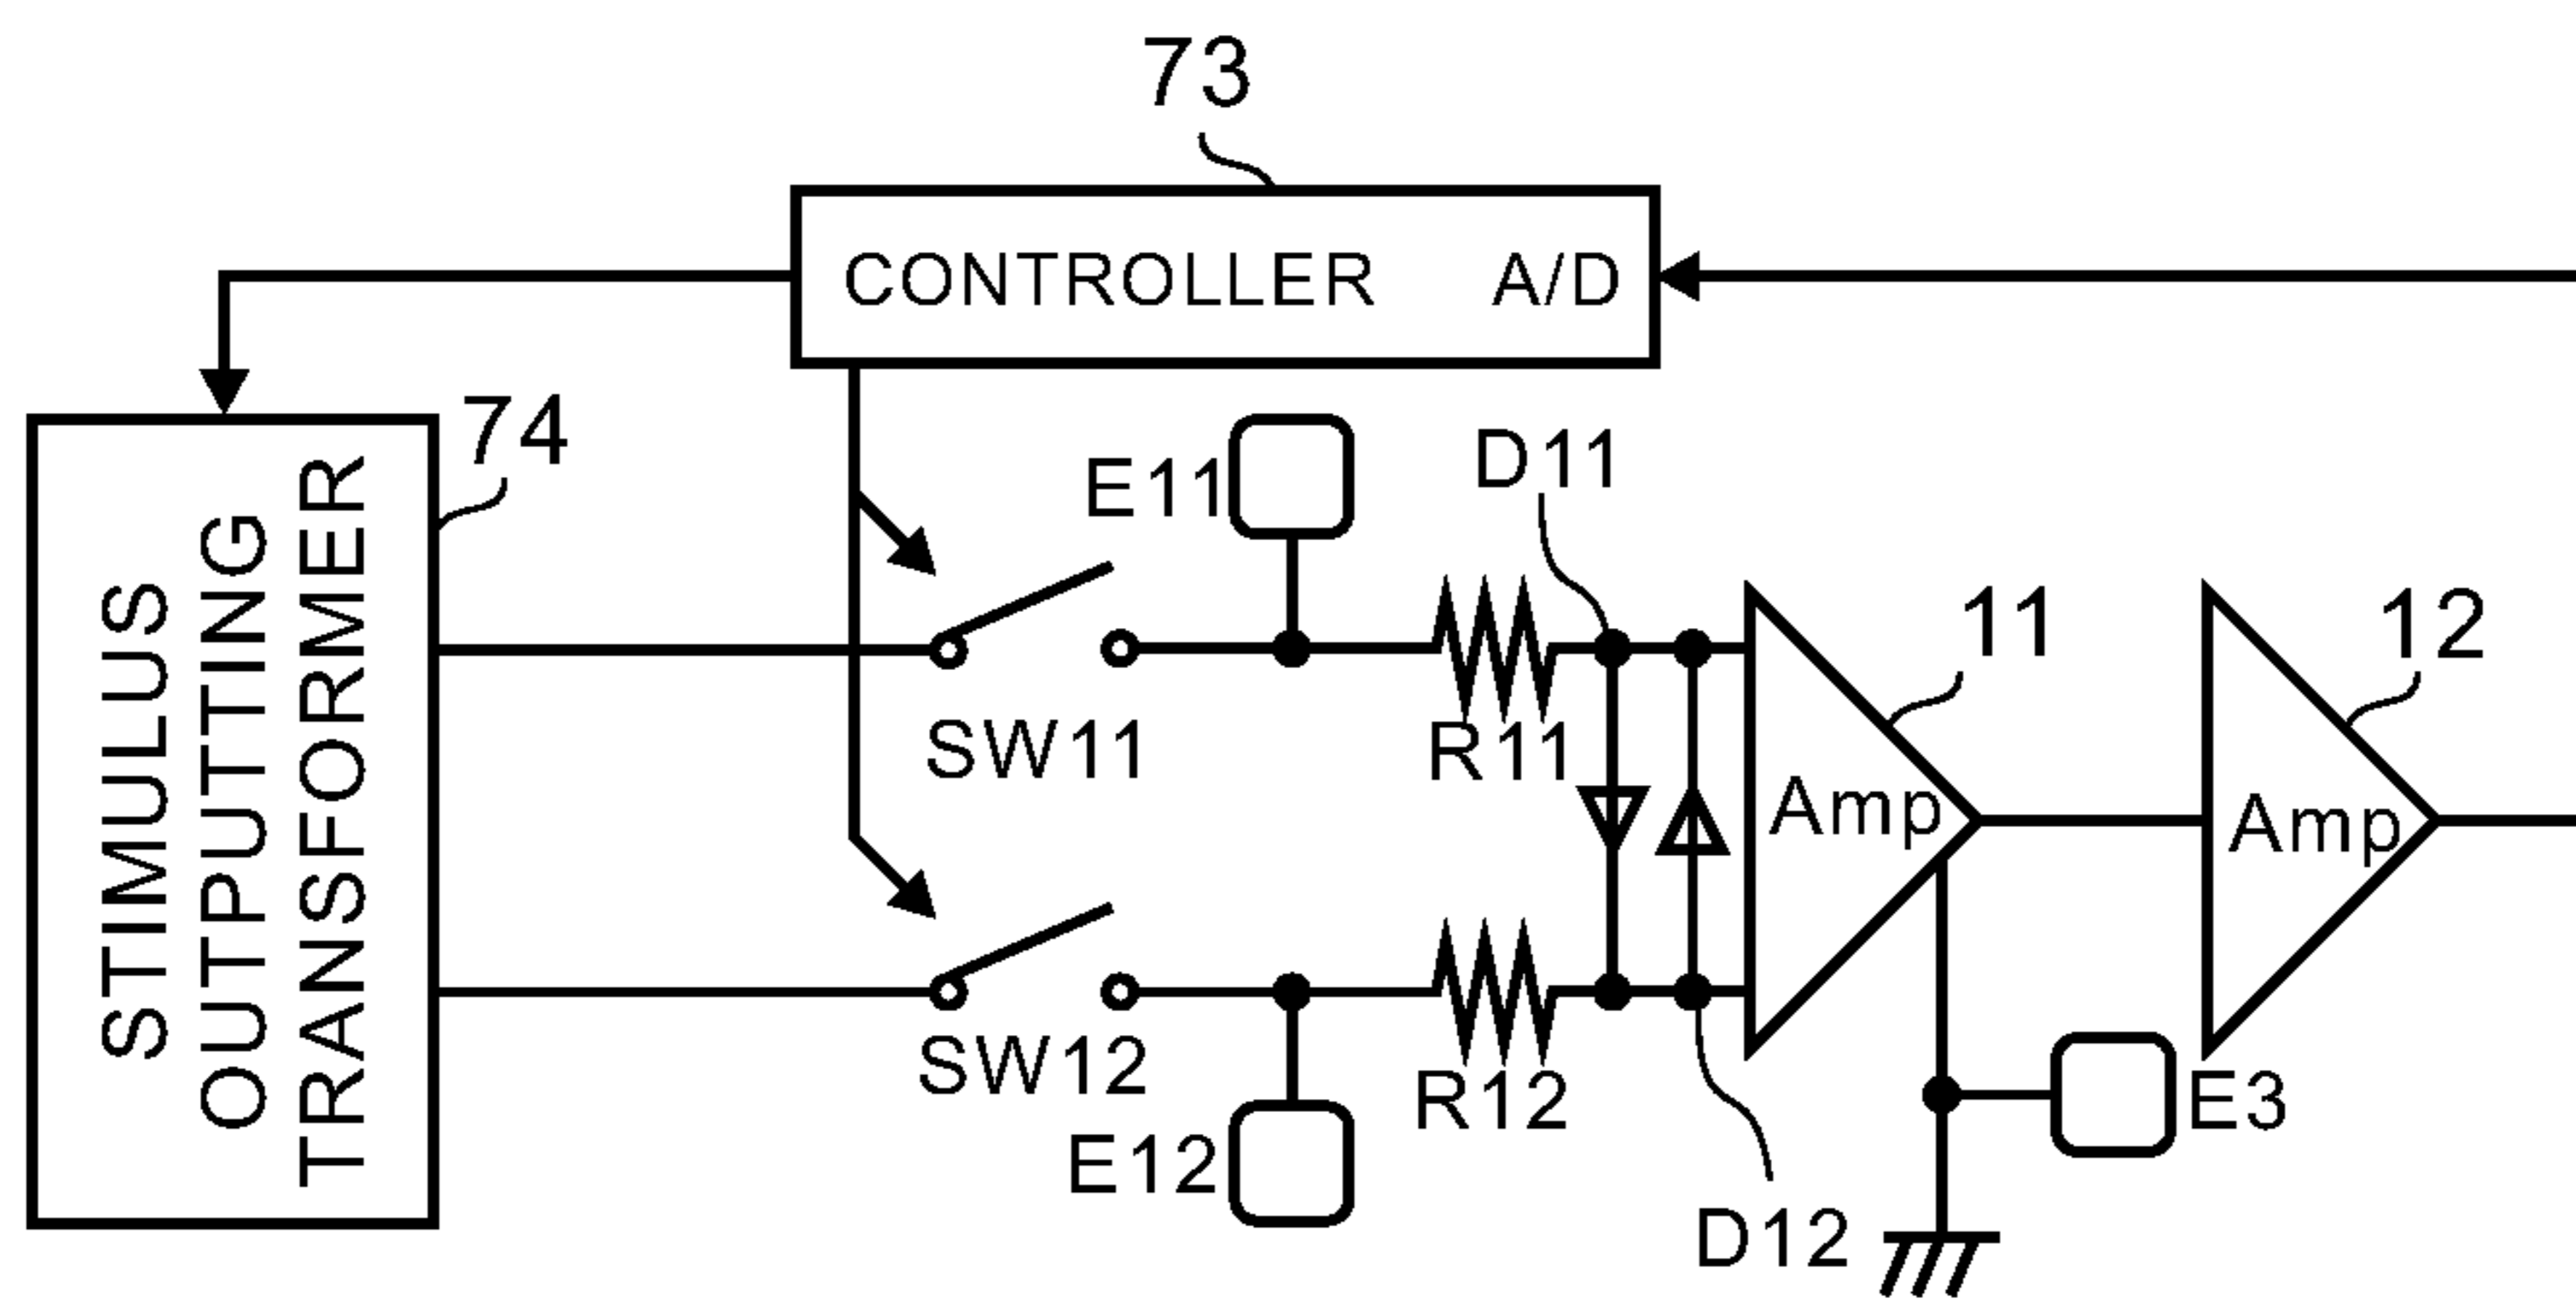 73
CONTROLLER A/D
74
STIMULUS
OUTPUTTING
TRANSFORMER
E11
D11
SW11
R11
11
12
Amp
Amp
SW12
R12
E12
E3
D12